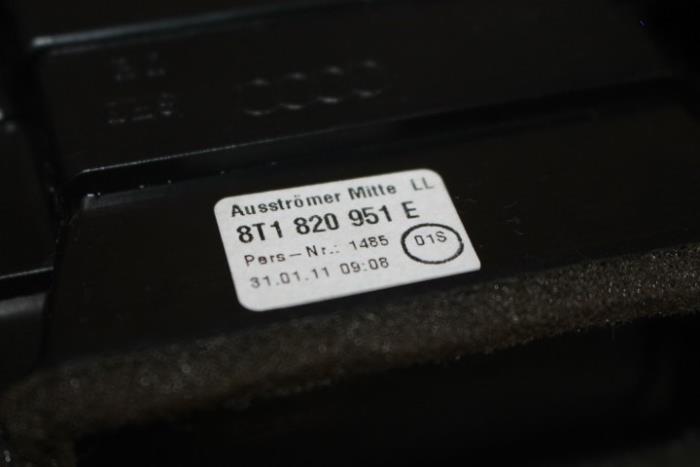 Ausströmer Mitte LL
8T1 820 951 E
Pers-Nr.: 1485 01S
31.01.11 09:08